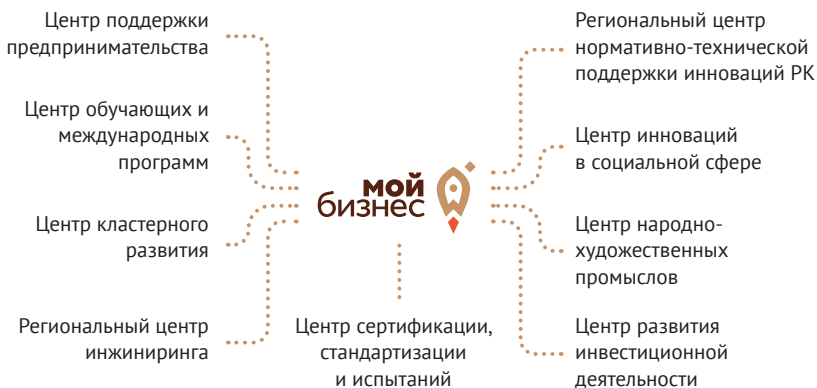 Центр поддержки
предпринимательства
Центр обучающих и
международных
программ
Центр кластерного
развития
Региональный центр
инжиниринга
мой
бизнес
Центр сертификации,
стандартизации
и испытаний
Региональный центр
нормативно-технической
поддержки инноваций РК
Центр инноваций
в социальной сфере
Центр народно-
художественных
промыслов
Центр развития
инвестиционной
деятельности